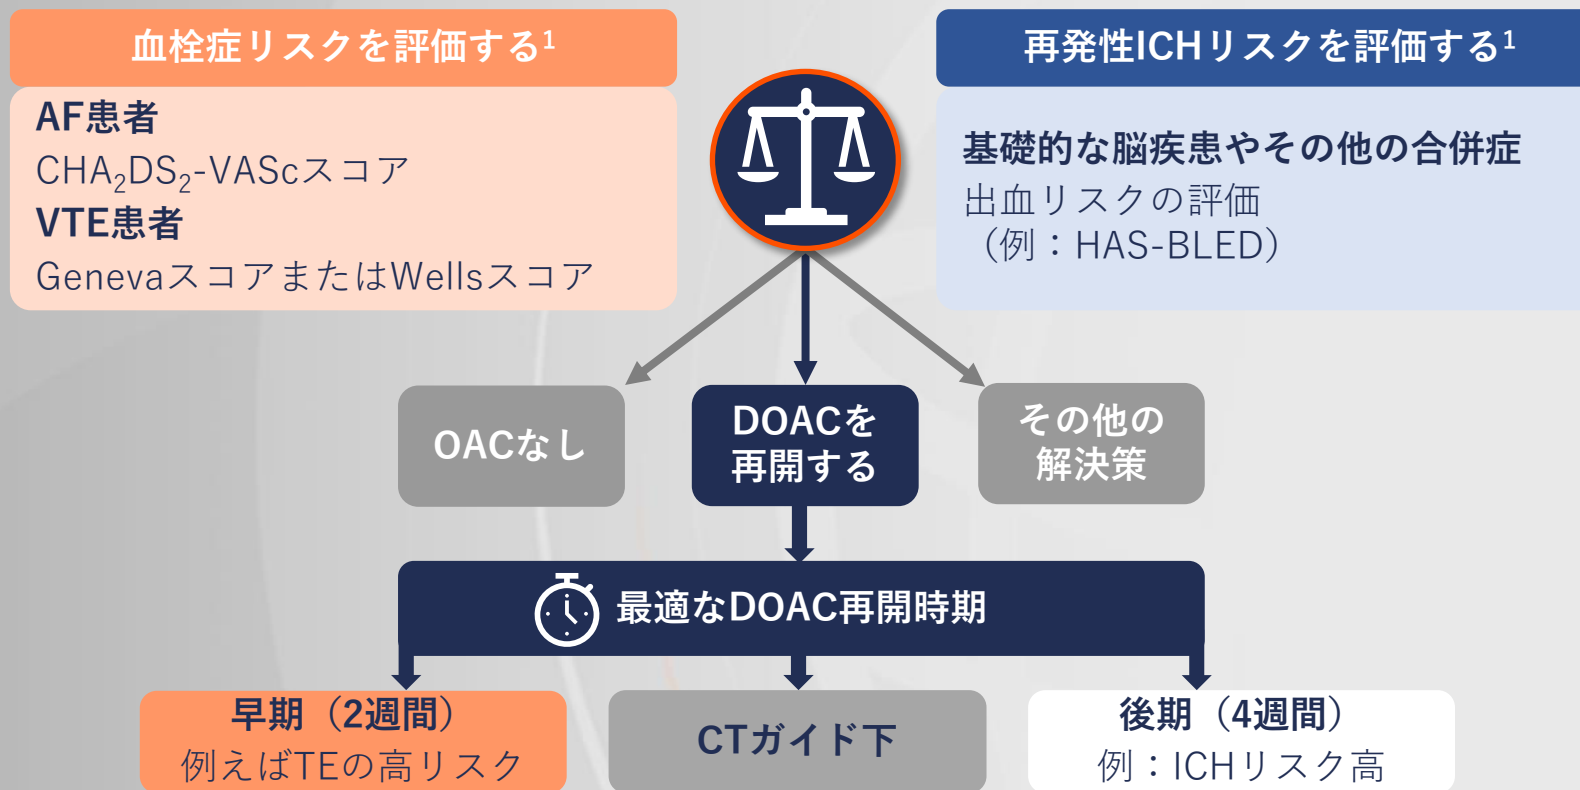 血栓症リスクを評価する¹
再発性ICHリスクを評価する¹
AF患者
CHA₂DS₂-VAScスコア
VTE患者
GenevaスコアまたはWellsスコア
基礎的な脳疾患やその他の合併症
出血リスクの評価
（例：HAS-BLED）
OACなし
DOACを
再開する
その他の
解決策
最適なDOAC再開時期
早期（2週間）
例えばTEの高リスク
CTガイド下
後期（4週間）
例：ICHリスク高